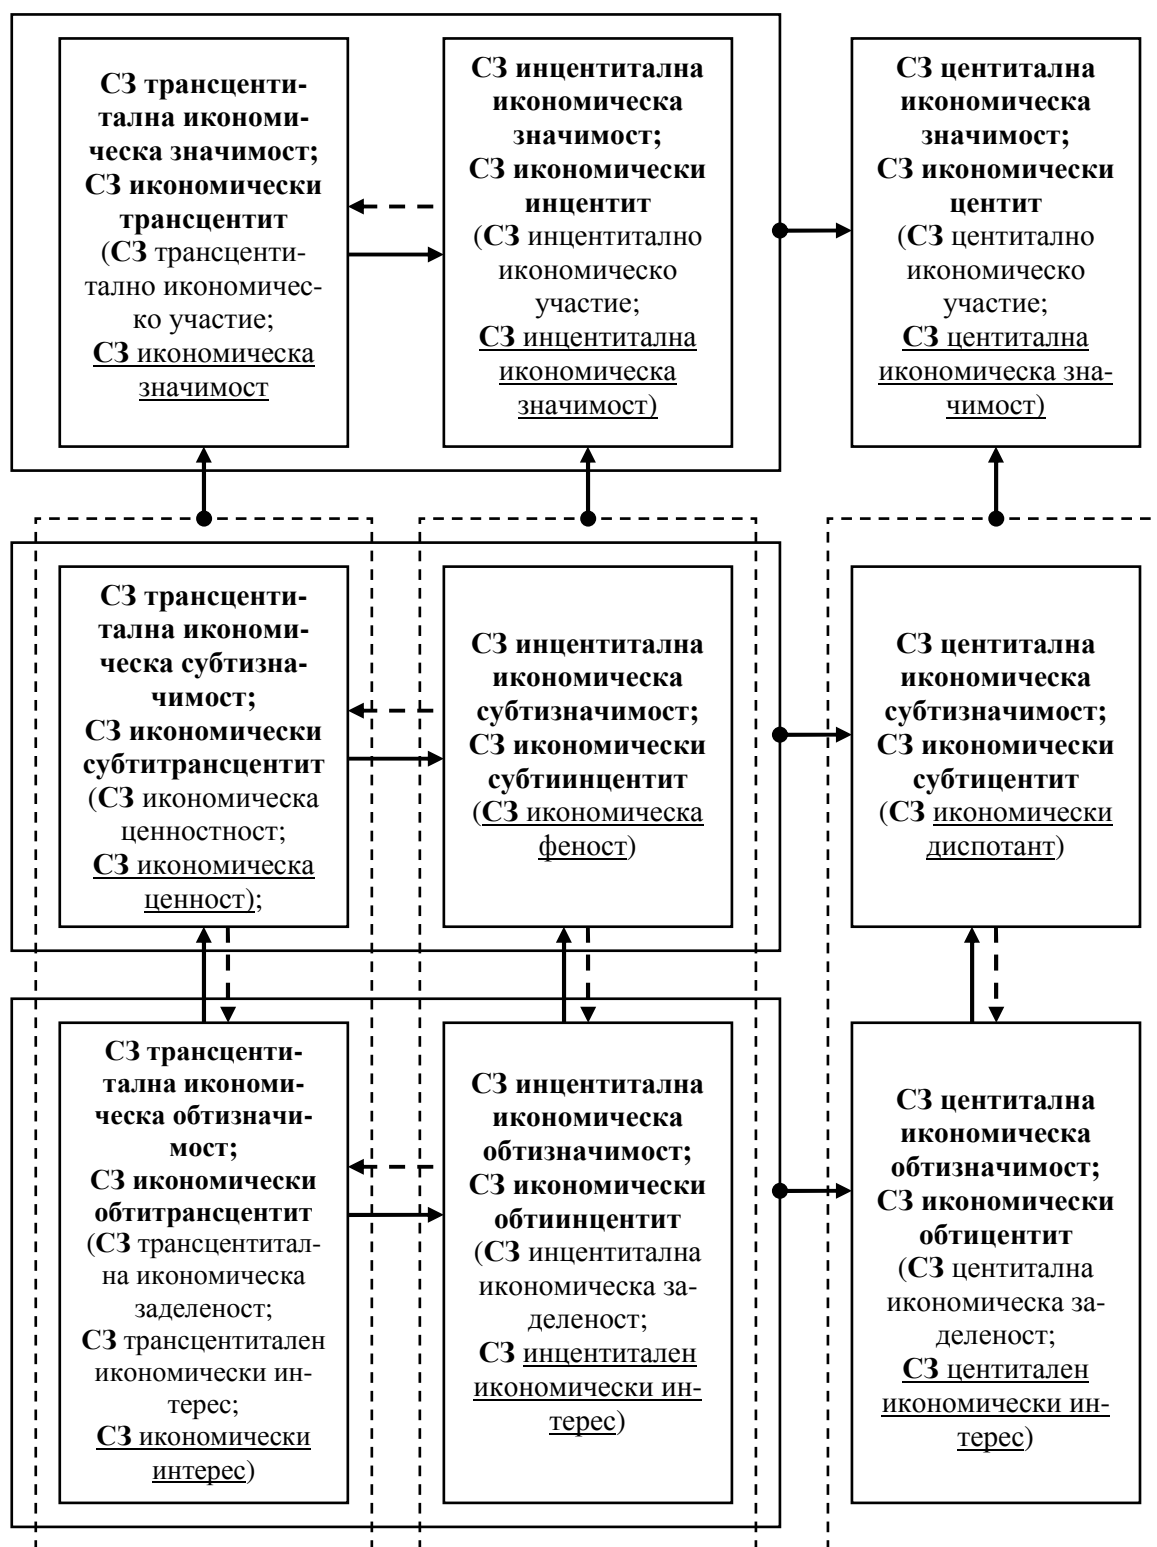 СЗ трансценти-
тална икономи-
ческа значимост;
СЗ икономически
трансцентит
(СЗ трансценти-
тално икономичес-
ко участие;
СЗ икономическа
значимост
СЗ инцентитална
икономическа
значимост;
СЗ икономически
инцентит
(СЗ инцентитално
икономическо
участие;
СЗ инцентитална
икономическа
значимост)
СЗ центитална
икономическа
значимост;
СЗ икономически
центит
(СЗ центитално
икономическо
участие;
СЗ центитална
икономическа зна-
чимост)
СЗ трансценти-
тална икономи-
ческа субтизна-
чимост;
СЗ икономически
субтитрансцентит
(СЗ икономическа
ценностност;
СЗ икономическа
ценност);
СЗ инцентитална
икономическа
субтизначимост;
СЗ икономически
субтиинцентит
(СЗ икономическа
феност)
СЗ центитална
икономическа
субтизначимост;
СЗ икономически
субтицентит
(СЗ икономически
диспотант)
СЗ трансценти-
тална икономи-
ческа обтизначи-
мост;
СЗ икономически
обтитрансцентит
(СЗ трансцентитал-
на икономическа
заделеност;
СЗ трансцентитален
икономически ин-
терес;
СЗ икономически
интерес)
СЗ инцентитална
икономическа
обтизначимост;
СЗ икономически
обтиинцентит
(СЗ инцентитална
икономическа за-
деленост;
СЗ инцентитален
икономически ин-
терес)
СЗ центитална
икономическа
обтизначимост;
СЗ икономически
обтицентит
(СЗ центитална
икономическа за-
деленост;
СЗ центитален
икономически ин-
терес)